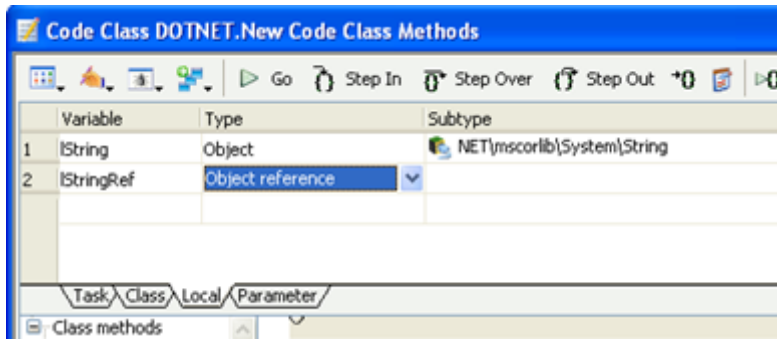 Code Class DOTNET.New Code Class Methods
Go Step In Step Over Step Out
Variable Type Subtype
1 lString Object NET\mscorlib\System\String
2 lStringRef Object reference
Task Class Local Parameter
Class methods